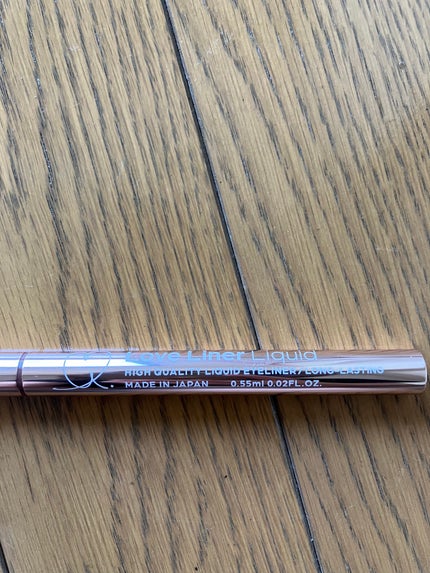 Love Liner Liquid
HIGH QUALITY LIQUID EYELINER / LONG-LASTING
MADE IN JAPAN 0.55ml 0.02FL.OZ.